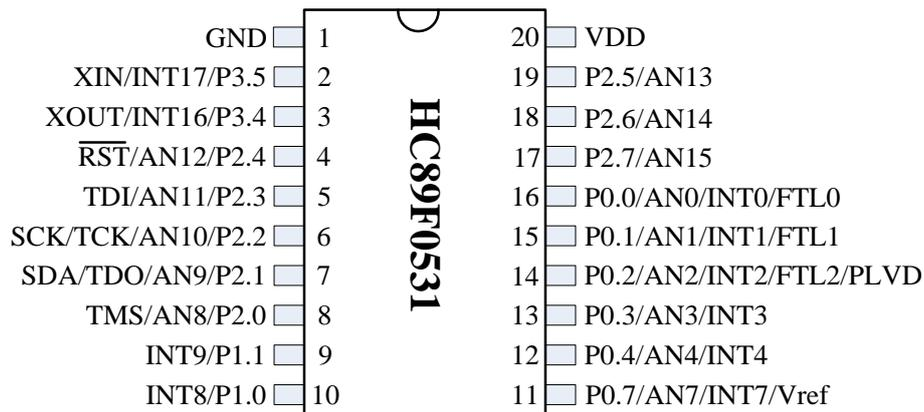 GND 1 20 VDD
XIN/INT17/P3.5 2 19 P2.5/AN13
XOUT/INT16/P3.4 3 18 P2.6/AN14
RST/AN12/P2.4 4 17 P2.7/AN15
TDI/AN11/P2.3 5 16 P0.0/AN0/INT0/FTL0
SCK/TCK/AN10/P2.2 6 15 P0.1/AN1/INT1/FTL1
SDA/TDO/AN9/P2.1 7 14 P0.2/AN2/INT2/FTL2/PLVD
TMS/AN8/P2.0 8 13 P0.3/AN3/INT3
INT9/P1.1 9 12 P0.4/AN4/INT4
INT8/P1.0 10 11 P0.7/AN7/INT7/Vref
HC89F0531